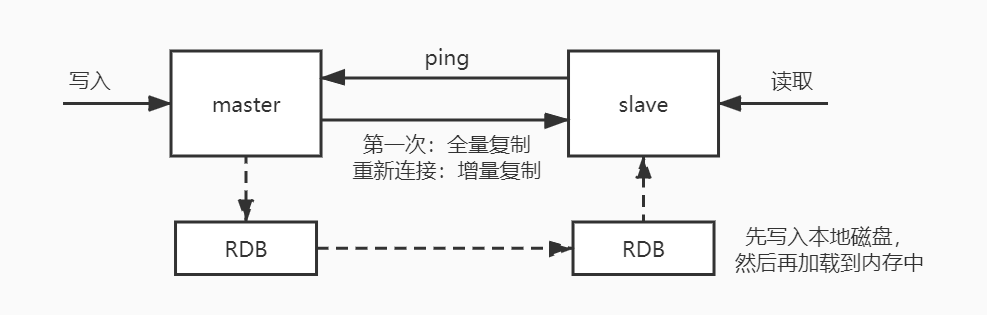 写入
ping
读取
master
slave
第一次：全量复制
重新连接：增量复制
RDB
RDB
先写入本地磁盘，
然后再加载到内存中